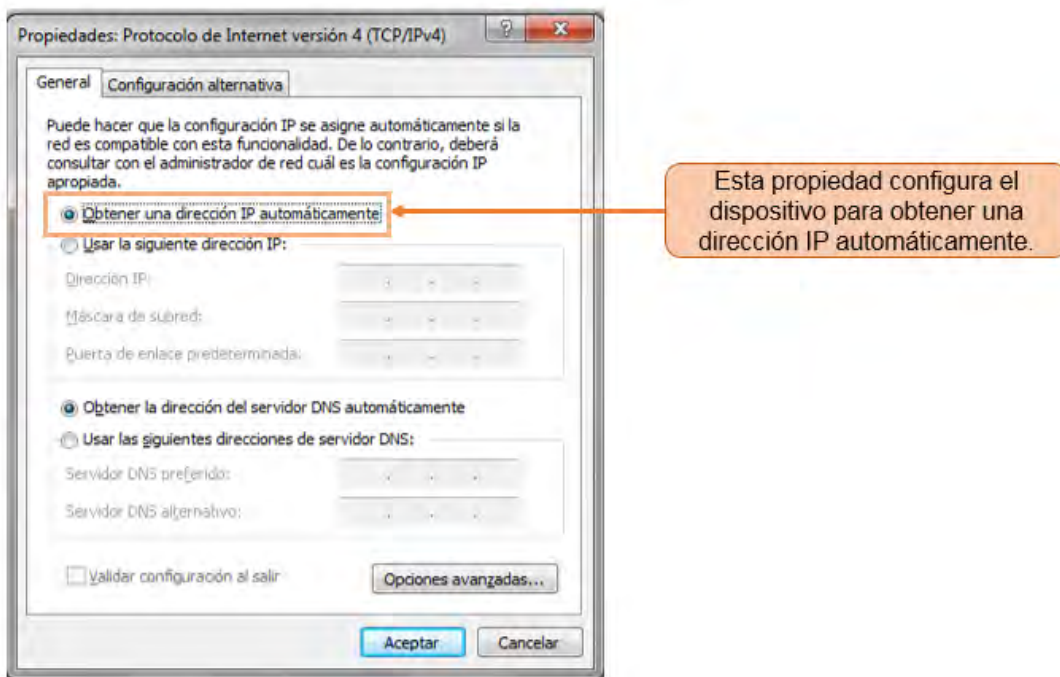 Propiedades: Protocolo de Internet versión 4 (TCP/IPv4)
General
Configuración alternativa
Puede hacer que la configuración IP se asigne automáticamente si la
red es compatible con esta funcionalidad. De lo contrario, deberá
consultar con el administrador de red cuál es la configuración IP
apropiada.
Obtener una dirección IP automáticamente
Usar la siguiente dirección IP:
Dirección IP:
Máscara de subred:
Puerta de enlace predeterminada:
Obtener la dirección del servidor DNS automáticamente
Usar las siguientes direcciones de servidor DNS:
Servidor DNS preferido:
Servidor DNS alternativo:
Validar configuración al salir
Opciones avanzadas...
Aceptar
Cancelar
Esta propiedad configura el
dispositivo para obtener una
dirección IP automáticamente.